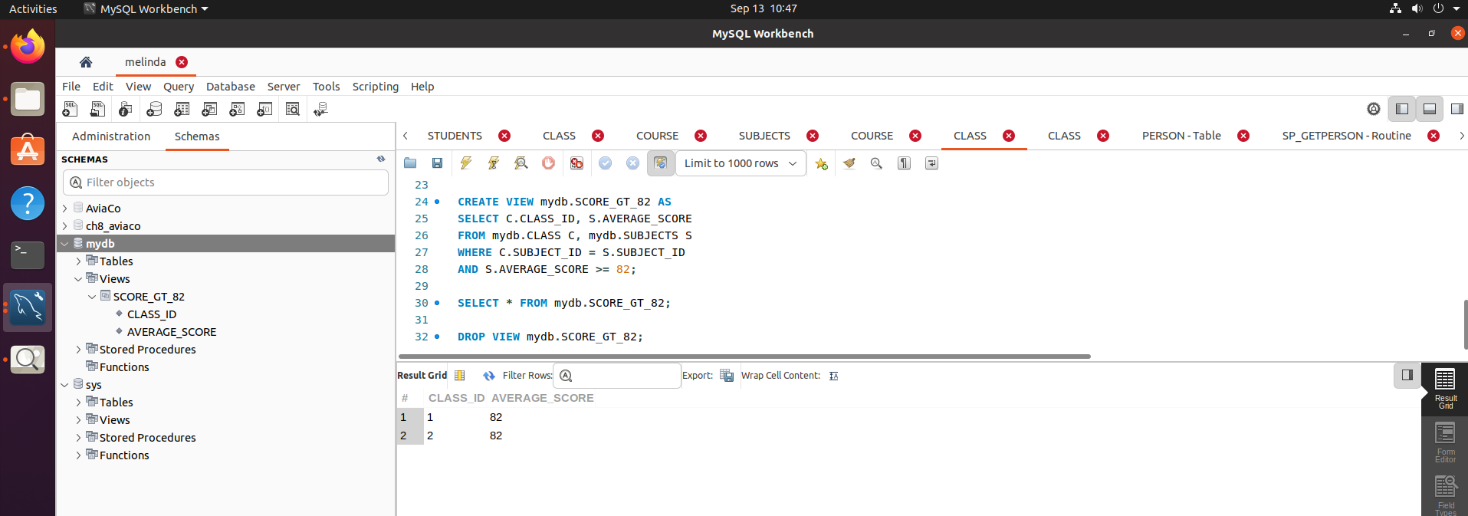 Activities MySQL Workbench Sep 13 10:47
MySQL Workbench
melinda
File Edit View Query Database Server Tools Scripting Help
Administration Schemas
SCHEMAS
Filter objects
AviaCo
ch8_aviaco
mydb
Tables
Views
SCORE_GT_82
CLASS_ID
AVERAGE_SCORE
Stored Procedures
Functions
sys
Tables
Views
Stored Procedures
Functions
STUDENTS CLASS COURSE SUBJECTS COURSE CLASS CLASS PERSON - Table SP_GETPERSON - Routine
Limit to 1000 rows
23
24 CREATE VIEW mydb.SCORE_GT_82 AS
25 SELECT C.CLASS_ID, S.AVERAGE_SCORE
26 FROM mydb.CLASS C, mydb.SUBJECTS S
27 WHERE C.SUBJECT_ID = S.SUBJECT_ID
28 AND S.AVERAGE_SCORE >= 82;
29
30 SELECT * FROM mydb.SCORE_GT_82;
31
32 DROP VIEW mydb.SCORE_GT_82;
Result Grid Filter Rows: Export: Wrap Cell Content:
# CLASS_ID AVERAGE_SCORE
1 1 82
2 2 82
Result
Grid
Form
Editor
Field
Types